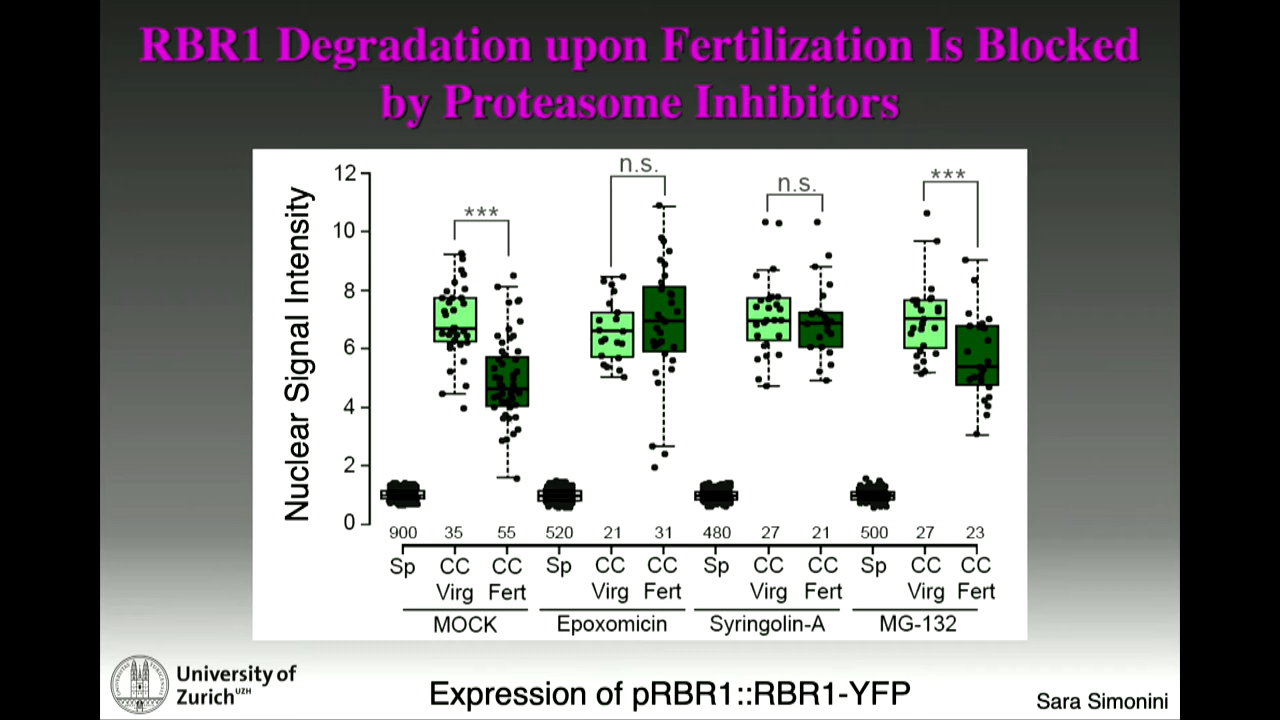 RBR1 Degradation upon Fertilization Is Blocked
by Proteasome Inhibitors
Nuclear Signal Intensity
12
10
8
6
4
2
0
***
n.s.
n.s.
***
900 35 55 520 21 31 480 27 21 500 27 23
Sp CC CC Sp CC CC Sp CC CC Sp CC CC
Virg Fert Virg Fert Virg Fert Virg Fert
MOCK Epoxomicin Syringolin-A MG-132
University of
Zurich UZH
Expression of pRBR1::RBR1-YFP
Sara Simonini